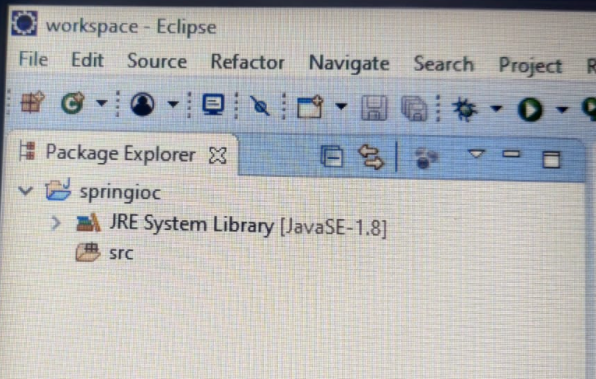 workspace - Eclipse
File Edit Source Refactor Navigate Search Project
Package Explorer
springioc
JRE System Library [JavaSE-1.8]
src